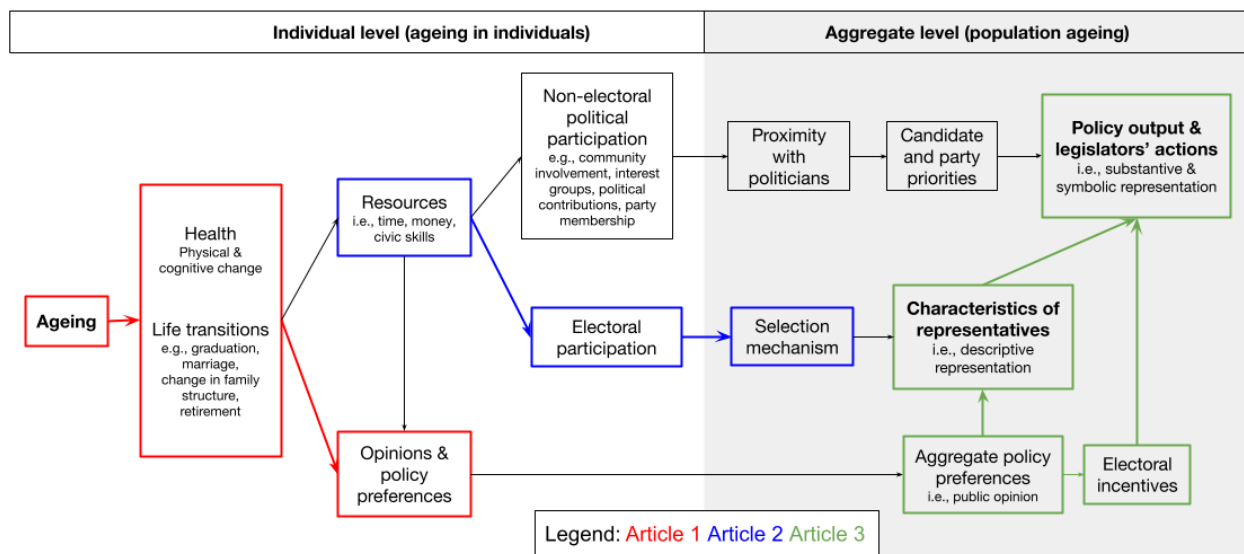 Individual level (ageing in individuals)
Aggregate level (population ageing)
Non-electoral
political
participation
e.g., community
involvement, interest
groups, political
contributions, party
membership
Proximity
with
politicians
Candidate
and party
priorities
Policy output &
legislators’ actions
i.e., substantive &
symbolic representation
Resources
i.e., time, money,
civic skills
Health
Physical &
cognitive change
Ageing
Life transitions
e.g., graduation,
marriage,
change in family
structure,
retirement
Electoral
participation
Selection
mechanism
Characteristics of
representatives
i.e., descriptive
representation
Opinions &
policy
preferences
Aggregate policy
preferences
i.e., public opinion
Electoral
incentives
Legend: Article 1 Article 2 Article 3